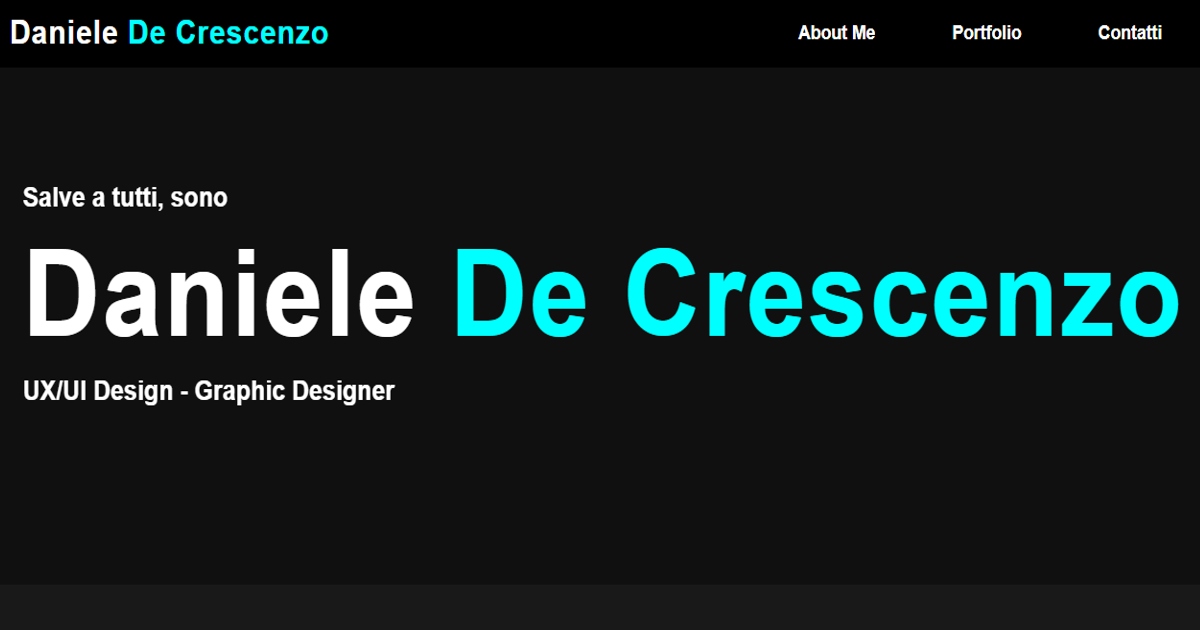 Daniele De Crescenzo
About Me
Portfolio
Contatti
Salve a tutti, sono
Daniele De Crescenzo
UX/UI Design - Graphic Designer